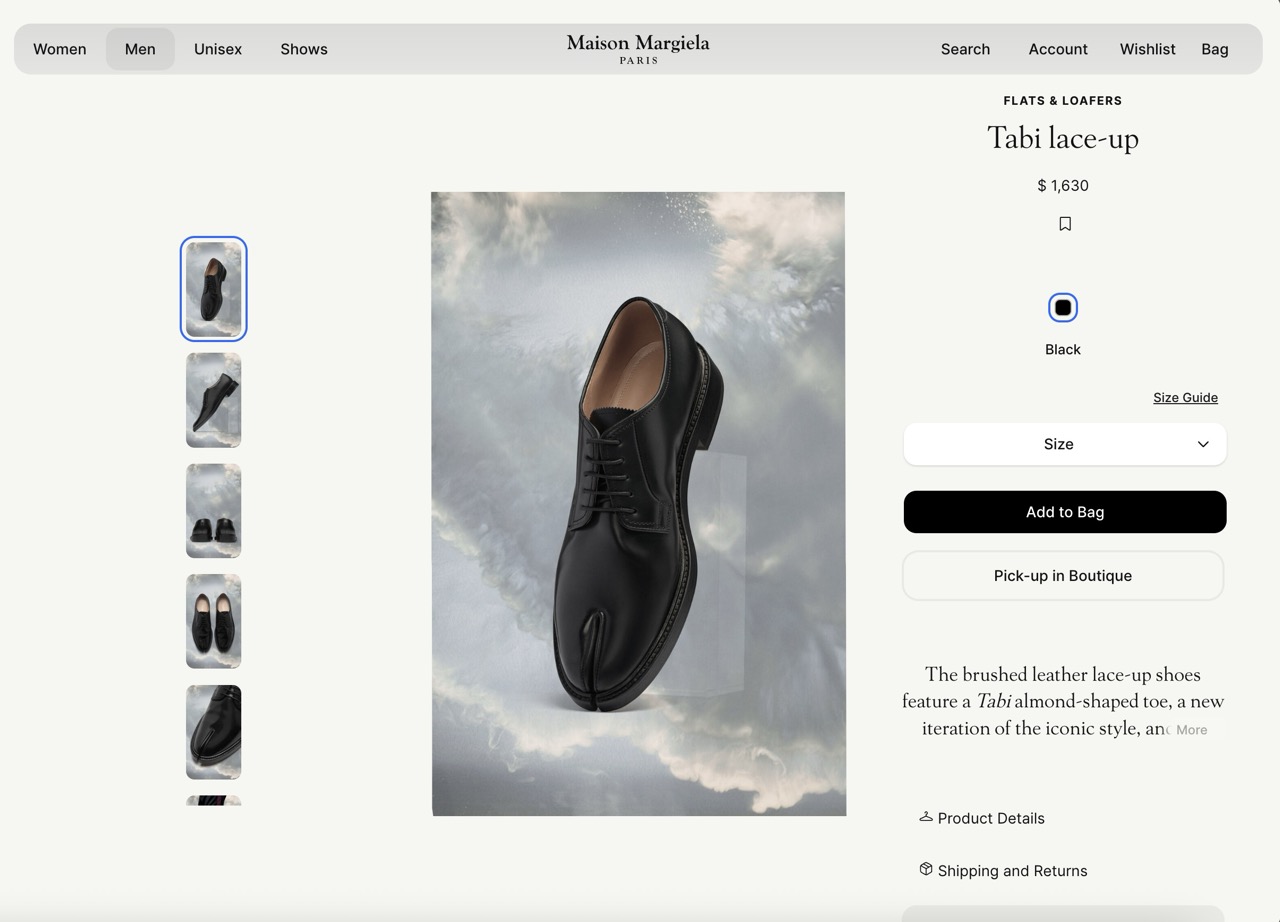 Women
Men
Unisex
Shows
Maison Margiela
PARIS
Search
Account
Wishlist
Bag
FLATS & LOAFERS
Tabi lace-up
$ 1,630
Black
Size Guide
Size
Add to Bag
Pick-up in Boutique
The brushed leather lace-up shoes
feature a Tabi almond-shaped toe, a new
iteration of the iconic style, an More
Product Details
Shipping and Returns